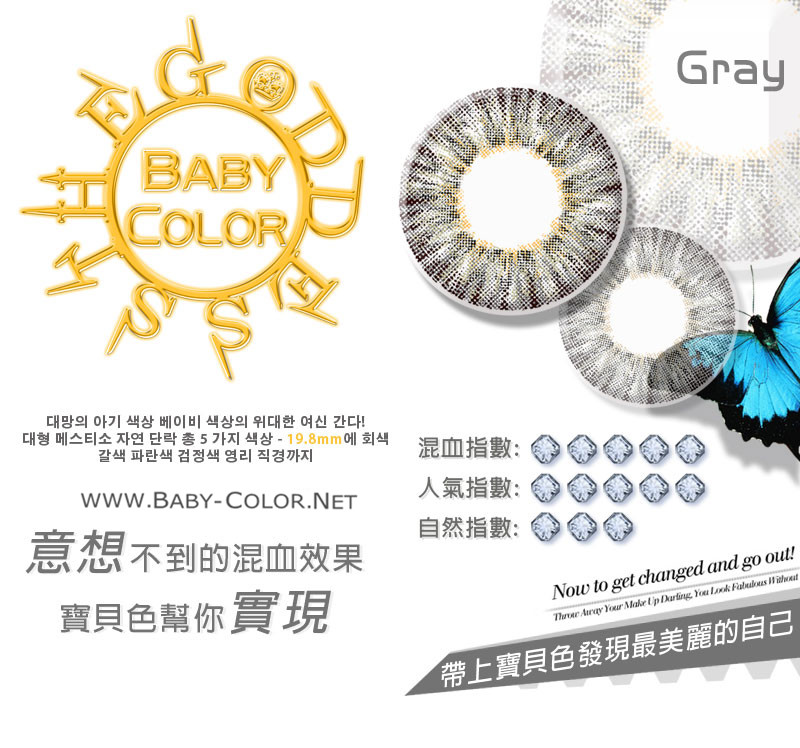 THE GODDESS
BABY
COLOR
Gray
대망의 아기 색상 베이비 색상의 위대한 여신 간다!
대형 메스티소 자연 단락 총 5 가지 색상 - 19.8mm에 회색
갈색 파란색 검정색 영리 직경까지
WWW.BABY-COLOR.NET
意想不到的混血效果
寶貝色幫你實現
混血指數:
人氣指數:
自然指數:
Now to get changed and go out!
Throw Away Your Make Up Darling, You Look Fabulous Without
帶上寶貝色發現最美麗的自己